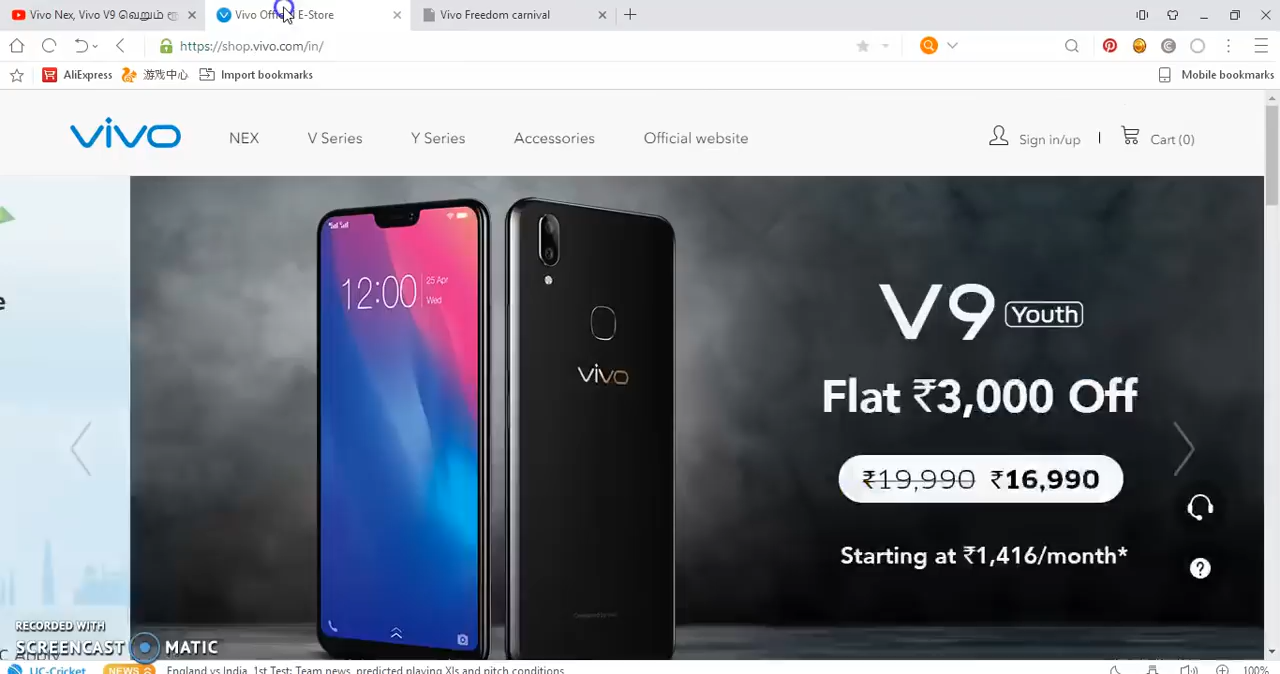 Vivo Nex, Vivo V9 வெறும்
Vivo Offi E-Store
Vivo Freedom carnival
https://shop.vivo.com/in/
AliExpress
游戏中心
Import bookmarks
Mobile bookmarks
vivo
NEX
V Series
Y Series
Accessories
Official website
Sign in/up
Cart (0)
e
12:00
25 Apr
Wed
vivo
V9 Youth
Flat ₹3,000 Off
₹19,990 ₹16,990
Starting at ₹1,416/month*
?
RECORDED WITH
SCREENCAST MATIC
UC-Cricket
NEWS
England vs India, 1st Test: Team news, predicted playing XIs and pitch conditions
100%